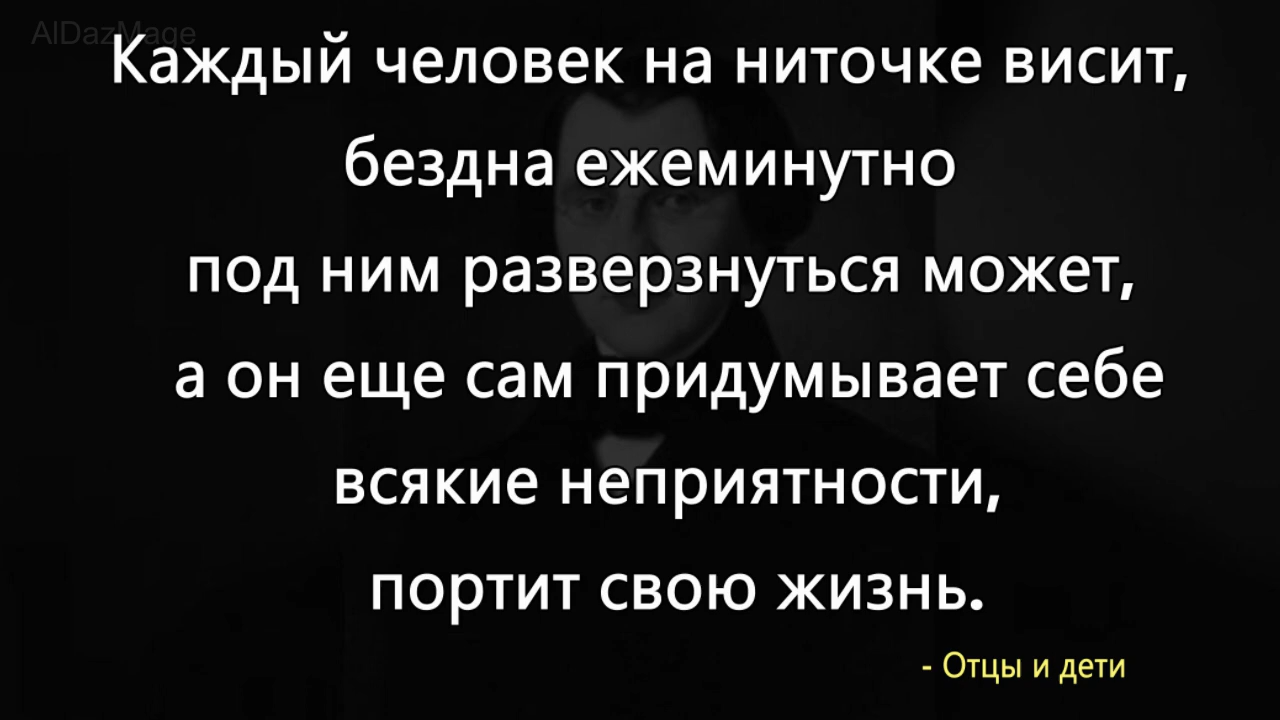 AlDazMage
Каждый человек на ниточке висит,
бездна ежеминутно
под ним разверзнуться может,
а он еще сам придумывает себе
всякие неприятности,
портит свою жизнь.
- Отцы и дети